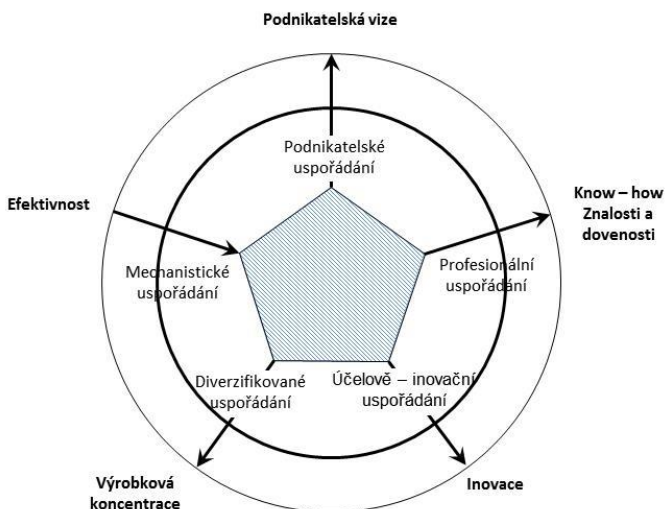 Podnikatelská vize
Podnikatelské
uspořádání
Efektivnost
Know – how
Znalosti a
dovenosti
Mechanistické
uspořádání
Profesionální
uspořádání
Diverzifikované
uspořádání
Účelově – inovační
uspořádání
Výrobková
koncentrace
Inovace